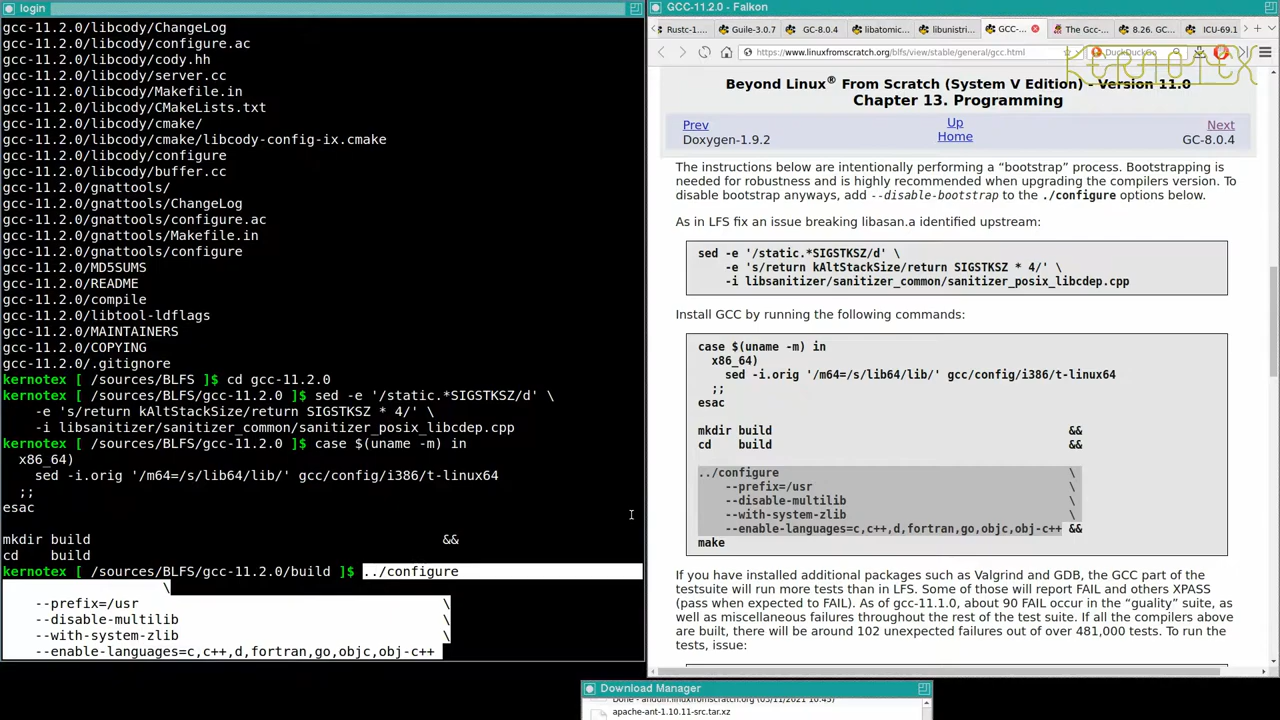 login
gcc-11.2.0/libcody/ChangeLog
gcc-11.2.0/libcody/configure.ac
gcc-11.2.0/libcody/cody.hh
gcc-11.2.0/libcody/server.cc
gcc-11.2.0/libcody/Makefile.in
gcc-11.2.0/libcody/CMakeLists.txt
gcc-11.2.0/libcody/cmake/
gcc-11.2.0/libcody/cmake/libcody-config-ix.cmake
gcc-11.2.0/libcody/configure
gcc-11.2.0/libcody/buffer.cc
gcc-11.2.0/gnattools/
gcc-11.2.0/gnattools/ChangeLog
gcc-11.2.0/gnattools/configure.ac
gcc-11.2.0/gnattools/Makefile.in
gcc-11.2.0/gnattools/configure
gcc-11.2.0/MD5SUMS
gcc-11.2.0/README
gcc-11.2.0/compile
gcc-11.2.0/libtool-ldflags
gcc-11.2.0/MAINTAINERS
gcc-11.2.0/COPYING
gcc-11.2.0/.gitignore
kernotex [ /sources/BLFS ]$ cd gcc-11.2.0
kernotex [ /sources/BLFS/gcc-11.2.0 ]$ sed -e '/static.*SIGSTKSZ/d' \
    -e 's/return kAltStackSize/return SIGSTKSZ * 4/' \
    -i libsanitizer/sanitizer_common/sanitizer_posix_libcdep.cpp
kernotex [ /sources/BLFS/gcc-11.2.0 ]$ case $(uname -m) in
  x86_64)
    sed -i.orig '/m64=/s/lib64/lib/' gcc/config/i386/t-linux64
  ;;
esac
mkdir build &&
cd    build
kernotex [ /sources/BLFS/gcc-11.2.0/build ]$ ../configure
\
    --prefix=/usr \
    --disable-multilib \
    --with-system-zlib \
    --enable-languages=c,c++,d,fortran,go,objc,obj-c++
GCC-11.2.0 - Falkon
Rustc-1.... Guile-3.0.7 GC-8.0.4 libatomic... libunistri... GCC-... The Gcc-... 8.26. GC... ICU-69.1
https://www.linuxfromscratch.org/blfs/view/stable/general/gcc.html DuckDuckGo
KERNOTEX
Beyond Linux® From Scratch (System V Edition) - Version 11.0
Chapter 13. Programming
Prev Up Next
Doxygen-1.9.2 Home GC-8.0.4
The instructions below are intentionally performing a “bootstrap” process. Bootstrapping is
needed for robustness and is highly recommended when upgrading the compilers version. To
disable bootstrap anyways, add --disable-bootstrap to the ./configure options below.
As in LFS fix an issue breaking libasan.a identified upstream:
sed -e '/static.*SIGSTKSZ/d' \
    -e 's/return kAltStackSize/return SIGSTKSZ * 4/' \
    -i libsanitizer/sanitizer_common/sanitizer_posix_libcdep.cpp
Install GCC by running the following commands:
case $(uname -m) in
  x86_64)
    sed -i.orig '/m64=/s/lib64/lib/' gcc/config/i386/t-linux64
  ;;
esac
mkdir build &&
cd    build &&
../configure \
    --prefix=/usr \
    --disable-multilib \
    --with-system-zlib \
    --enable-languages=c,c++,d,fortran,go,objc,obj-c++ &&
make
If you have installed additional packages such as Valgrind and GDB, the GCC part of the
testsuite will run more tests than in LFS. Some of those will report FAIL and others XPASS
(pass when expected to FAIL). As of gcc-11.1.0, about 90 FAIL occur in the “guality” suite, as
well as miscellaneous failures throughout the rest of the test suite. If all the compilers above
are built, there will be around 102 unexpected failures out of over 481,000 tests. To run the
tests, issue:
Download Manager
Done - anduin.linuxfromscratch.org (05/11/2021 16:45)
apache-ant-1.10.11-src.tar.xz